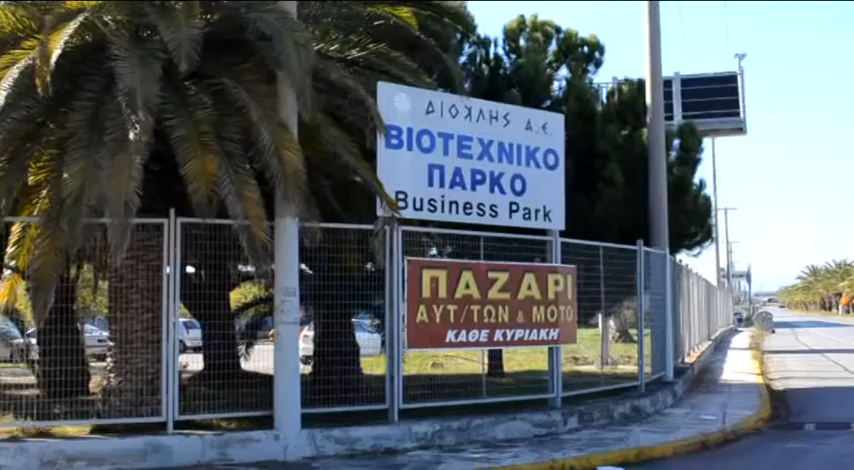 ΔΙΟΚΛΗΣ Α.Ε.
ΒΙΟΤΕΧΝΙΚΟ
ΠΑΡΚΟ
Business Park
ΠΑΖΑΡΙ
ΑΥΤ/ΤΩΝ & ΜΟΤΟ
ΚΑΘΕ ΚΥΡΙΑΚΗ